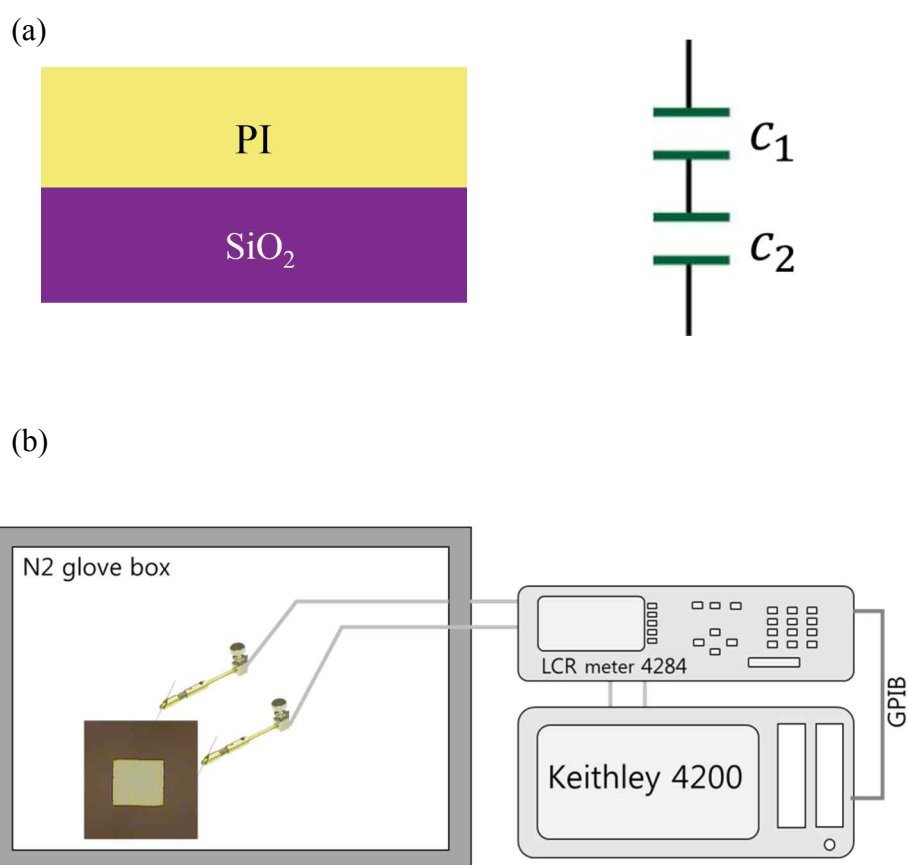 (a)
PI
SiO₂
c₁
c₂
(b)
N2 glove box
LCR meter 4284
GPIB
Keithley 4200